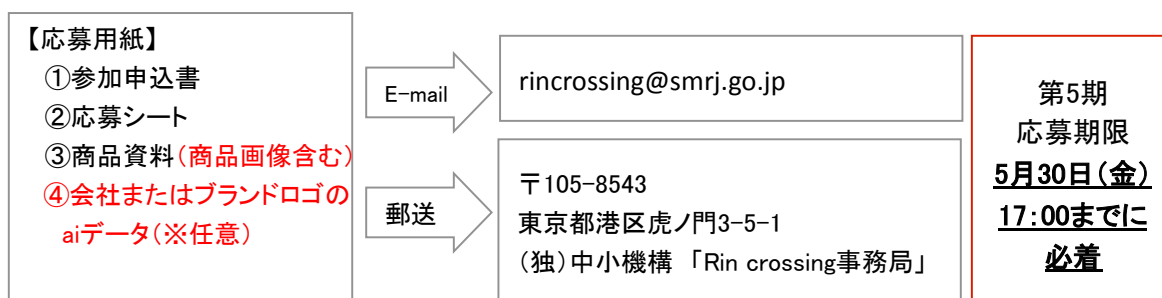 【応募用紙】
①参加申込書
②応募シート
③商品資料(商品画像含む)
④会社またはブランドロゴの
aiデータ(※任意)
E-mail
rincrossing@smrj.go.jp
郵送
〒105-8543
東京都港区虎ノ門3-5-1
(独)中小機構 「Rin crossing事務局」
第5期
応募期限
5月30日(金)
17:00までに
必着